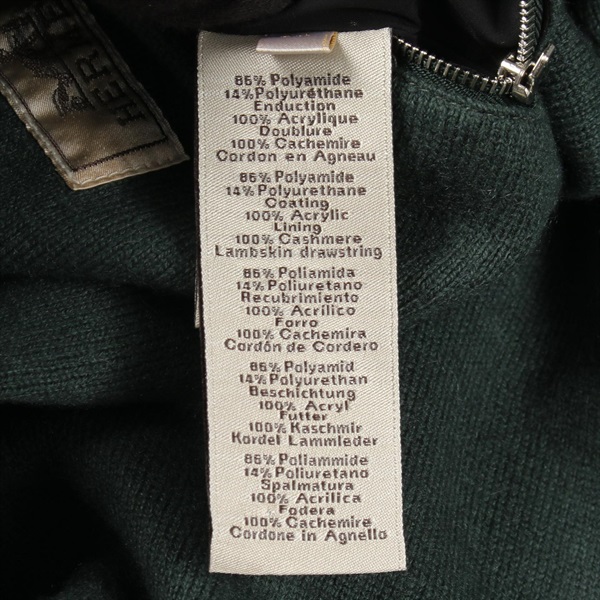 HERMES
86% Polyamide
14% Polyuréthane
Enduction
100% Acrylique
Doublure
100% Cachemire
Cordon en Agneau
86% Polyamide
14% Polyurethane
Coating
100% Acrylic
Lining
100% Cashmere
Lambskin drawstring
86% Poliamida
14% Poliuretano
Recubrimiento
100% Acrílico
Forro
100% Cachemira
Cordón de Cordero
86% Polyamid
14% Polyurethan
Beschichtung
100% Acryl
Futter
100% Kaschmir
Kordel Lammleder
86% Poliammide
14% Poliuretano
Spalmatura
100% Acrilica
Fodera
100% Cachemire
Cordone in Agnello